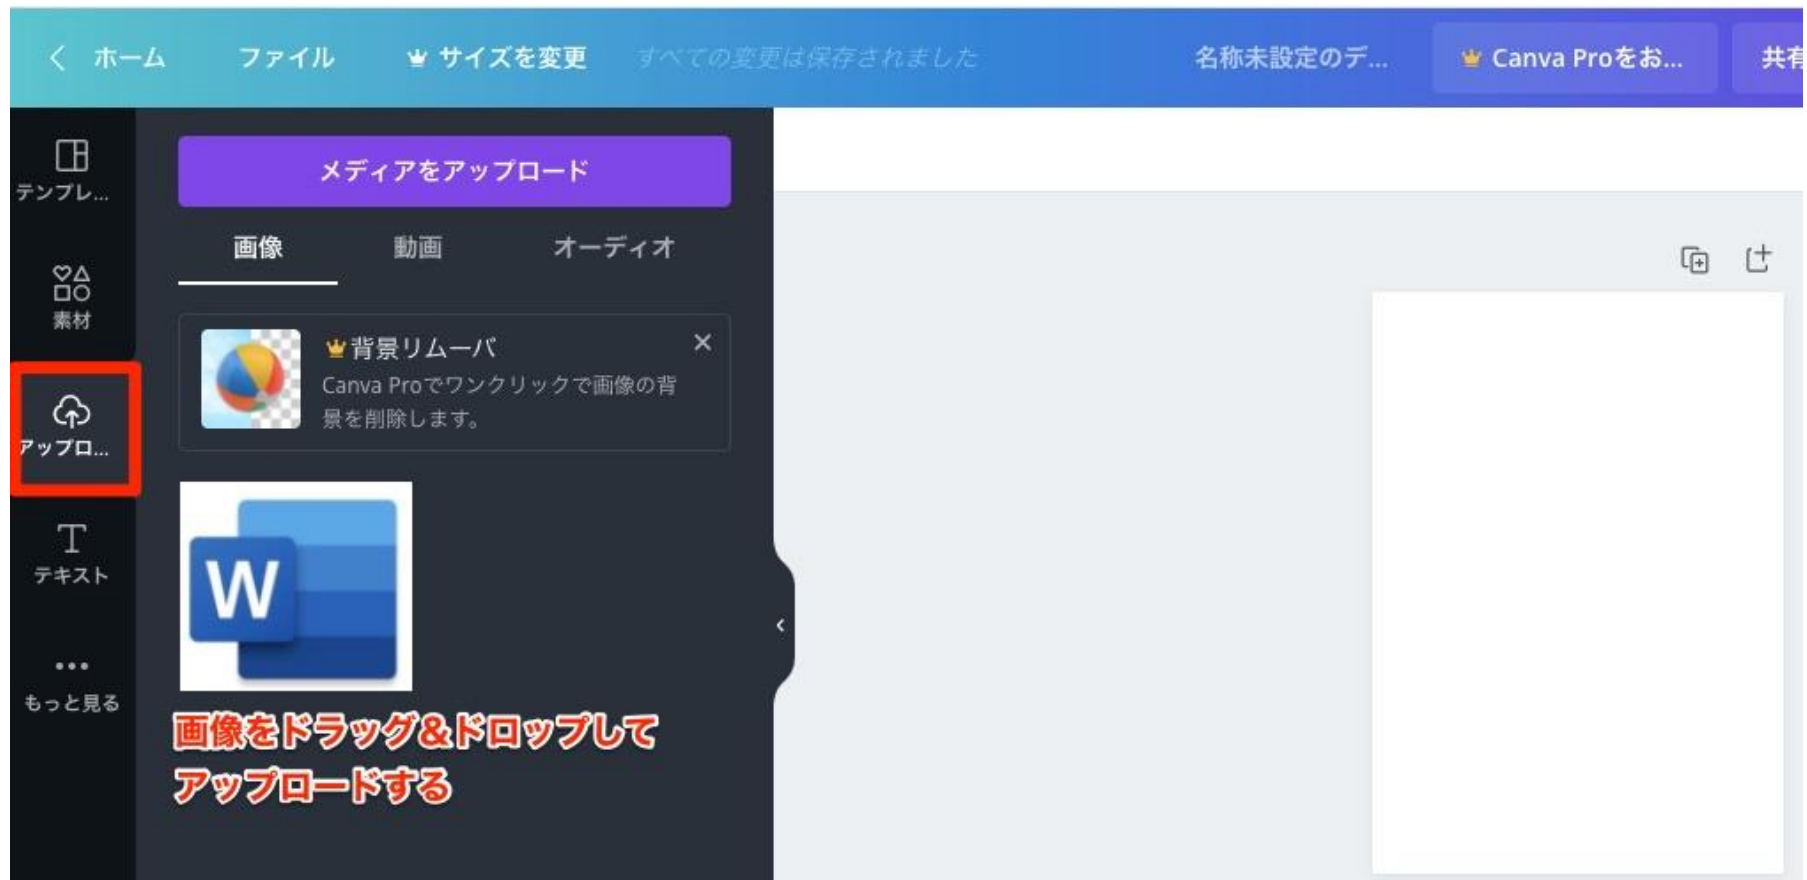 ホーム ファイル サイズを変更 すべての変更は保存されました 名称未設定のデ... Canva Proをお... 共有
テンプレ...
素材
アップロ...
テキスト
もっと見る
メディアをアップロード
画像 動画 オーディオ
背景リムーバ
Canva Proでワンクリックで画像の背
景を削除します。
W
画像をドラッグ&ドロップして
アップロードする